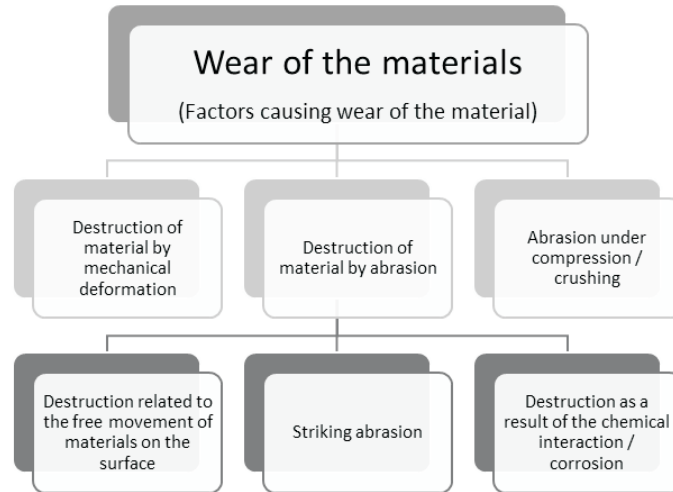 Wear of the materials
(Factors causing wear of the material)
Destruction of
material by
mechanical
deformation
Destruction of
material by abrasion
Abrasion under
compression /
crushing
Destruction related to
the free movement of
materials on the
surface
Striking abrasion
Destruction as a
result of the chemical
interaction /
corrosion